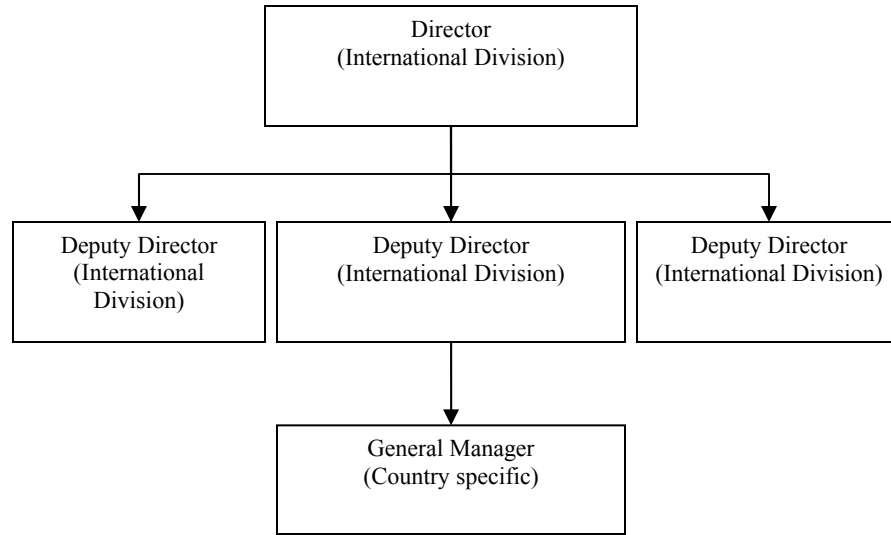 Director
(International Division)
Deputy Director
(International
Division)
Deputy Director
(International Division)
Deputy Director
(International Division)
General Manager
(Country specific)